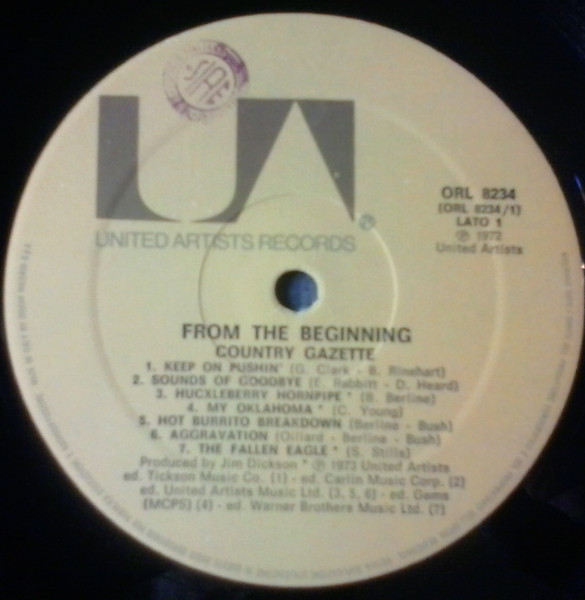 SIAE
UA
UNITED ARTISTS RECORDS
ORL 8234
(ORL 8234/1)
LATO 1
℗ 1972
United Artists
FROM THE BEGINNING
COUNTRY GAZETTE
1. KEEP ON PUSHIN' (G. Clark - B. Rinehart)
2. SOUNDS OF GOODBYE (E. Rabbitt - D. Heard)
3. HUCKLEBERRY HORNPIPE * (B. Berline)
4. MY OKLAHOMA * (C. Young)
5. HOT BURRITO BREAKDOWN (Berline - Bush)
6. AGGRAVATION (Dillard - Berline - Bush)
7. THE FALLEN EAGLE * (S. Stills)
Produced by Jim Dickson * ℗ 1973 United Artists
ed. Tickson Music Co. (1) - ed. Carlin Music Corp. (2)
ed. United Artists Music Ltd. (3, 5, 6) - ed. Gems
(MCPS) (4) - ed. Warner Brothers Music Ltd. (7)